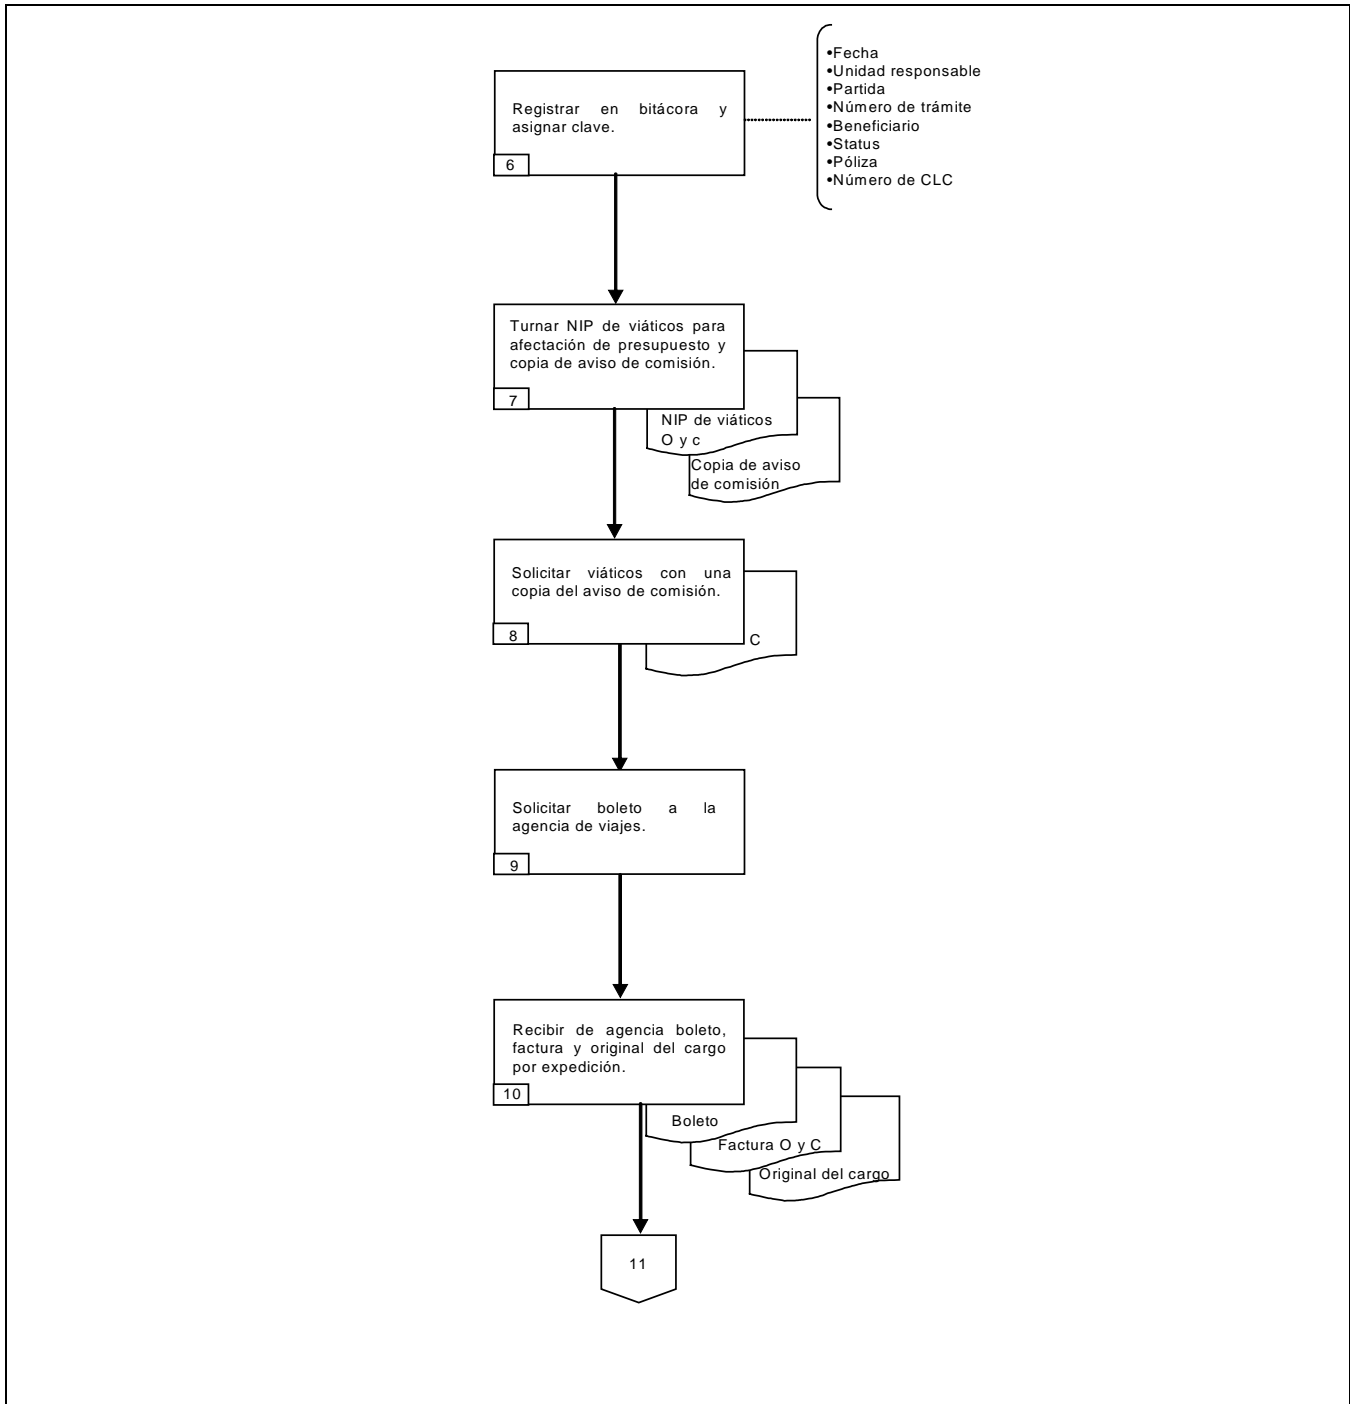 •Fecha
•Unidad responsable
•Partida
•Número de trámite
•Beneficiario
•Status
•Póliza
•Número de CLC
Registrar en bitácora y
asignar clave.
6
Turnar NIP de viáticos para
afectación de presupuesto y
copia de aviso de comisión.
7
NIP de viáticos
O y c
Copia de aviso
de comisión
Solicitar viáticos con una
copia del aviso de comisión.
8
C
Solicitar boleto a la
agencia de viajes.
9
Recibir de agencia boleto,
factura y original del cargo
por expedición.
10
Boleto
Factura O y C
Original del cargo
11